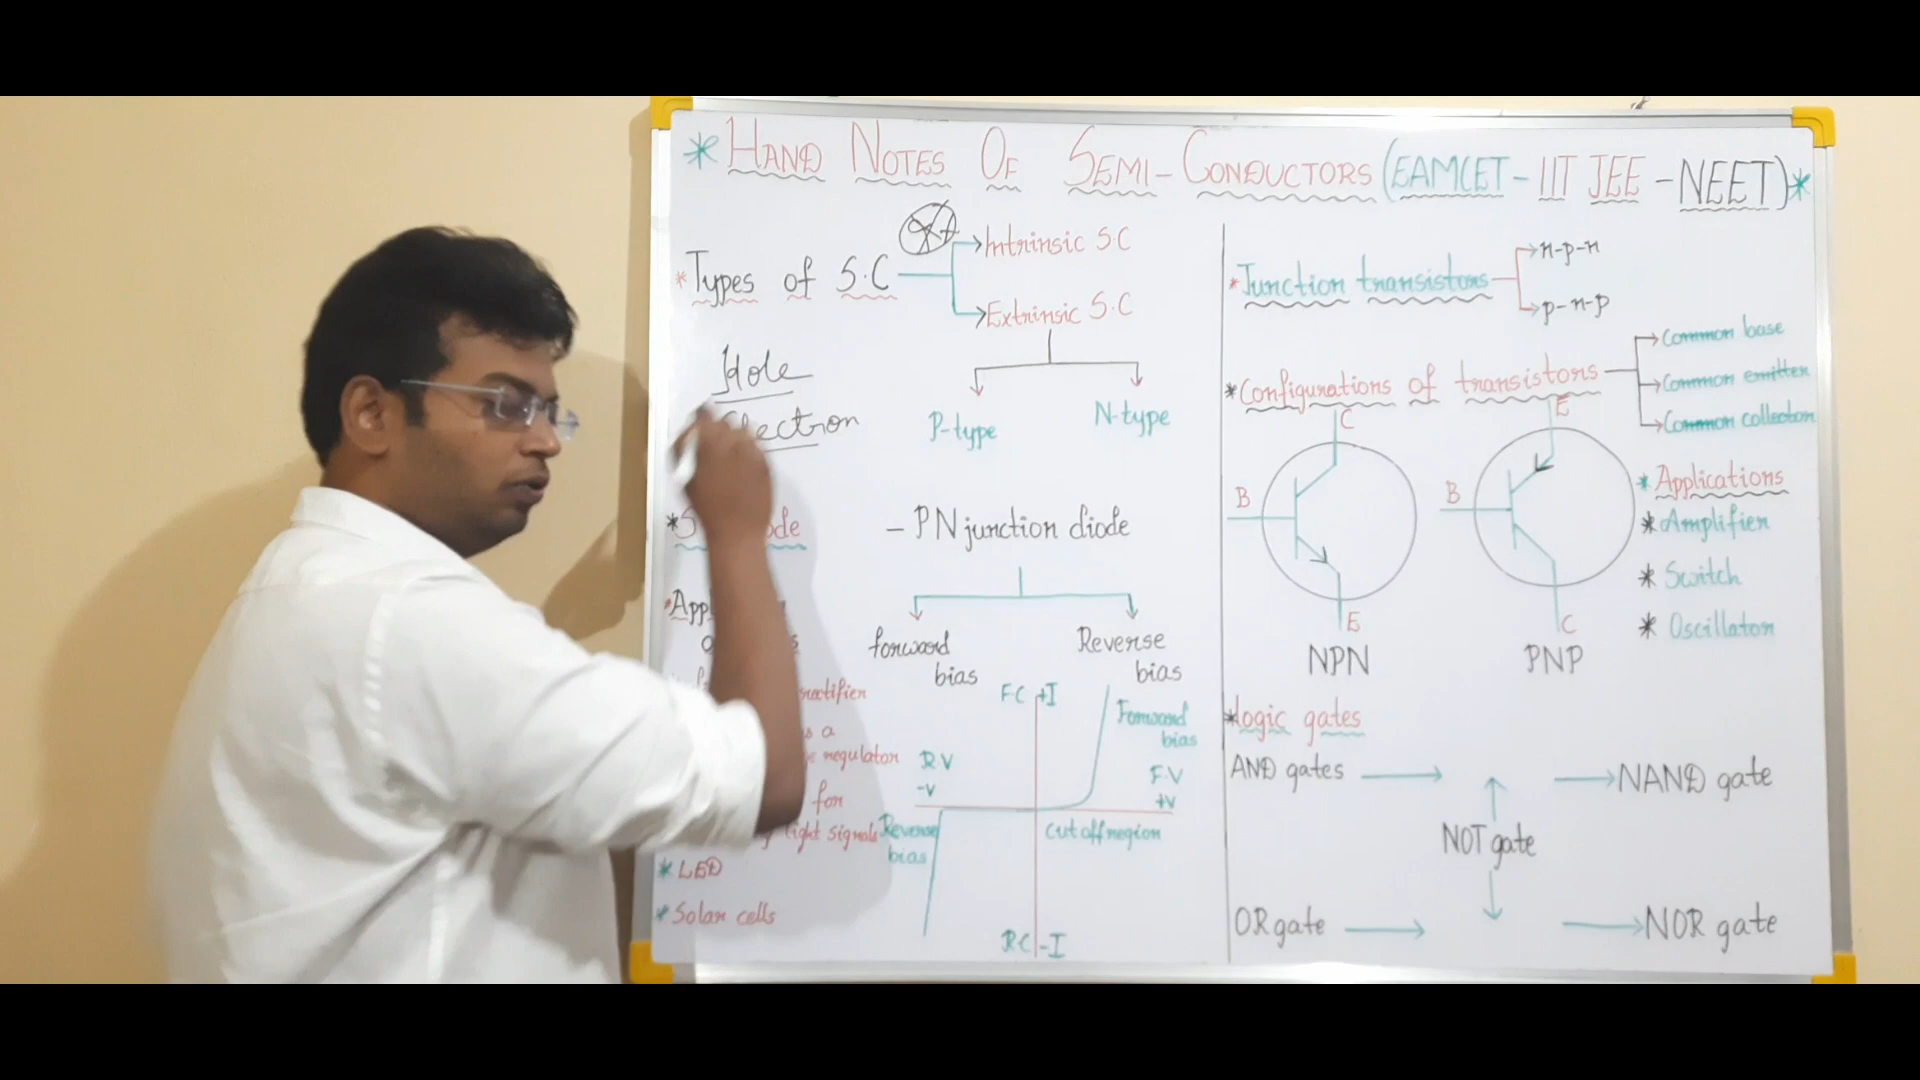 *HAND NOTES OF SEMI-CONDUCTORS (EAMCET-IIT JEE-NEET)*
*Types of S.C
Intrinsic S.C
Extrinsic S.C
P-type
N-type
Hole
Electron
- PN junction diode
forward bias
Reverse bias
rectifier
regulator
for
light signals
*LED
*Solar cells
FC +I
Forward bias
RV
-V
F.V
+V
Reverse bias
Cut off region
RC -I
*Junction transistors
n-p-n
p-n-p
*Configurations of transistors
Common base
Common emitter
Common collector
C
B
E
NPN
E
B
C
PNP
*Applications
*Amplifier
*Switch
*Oscillator
*logic gates
AND gates
NAND gate
NOT gate
OR gate
NOR gate